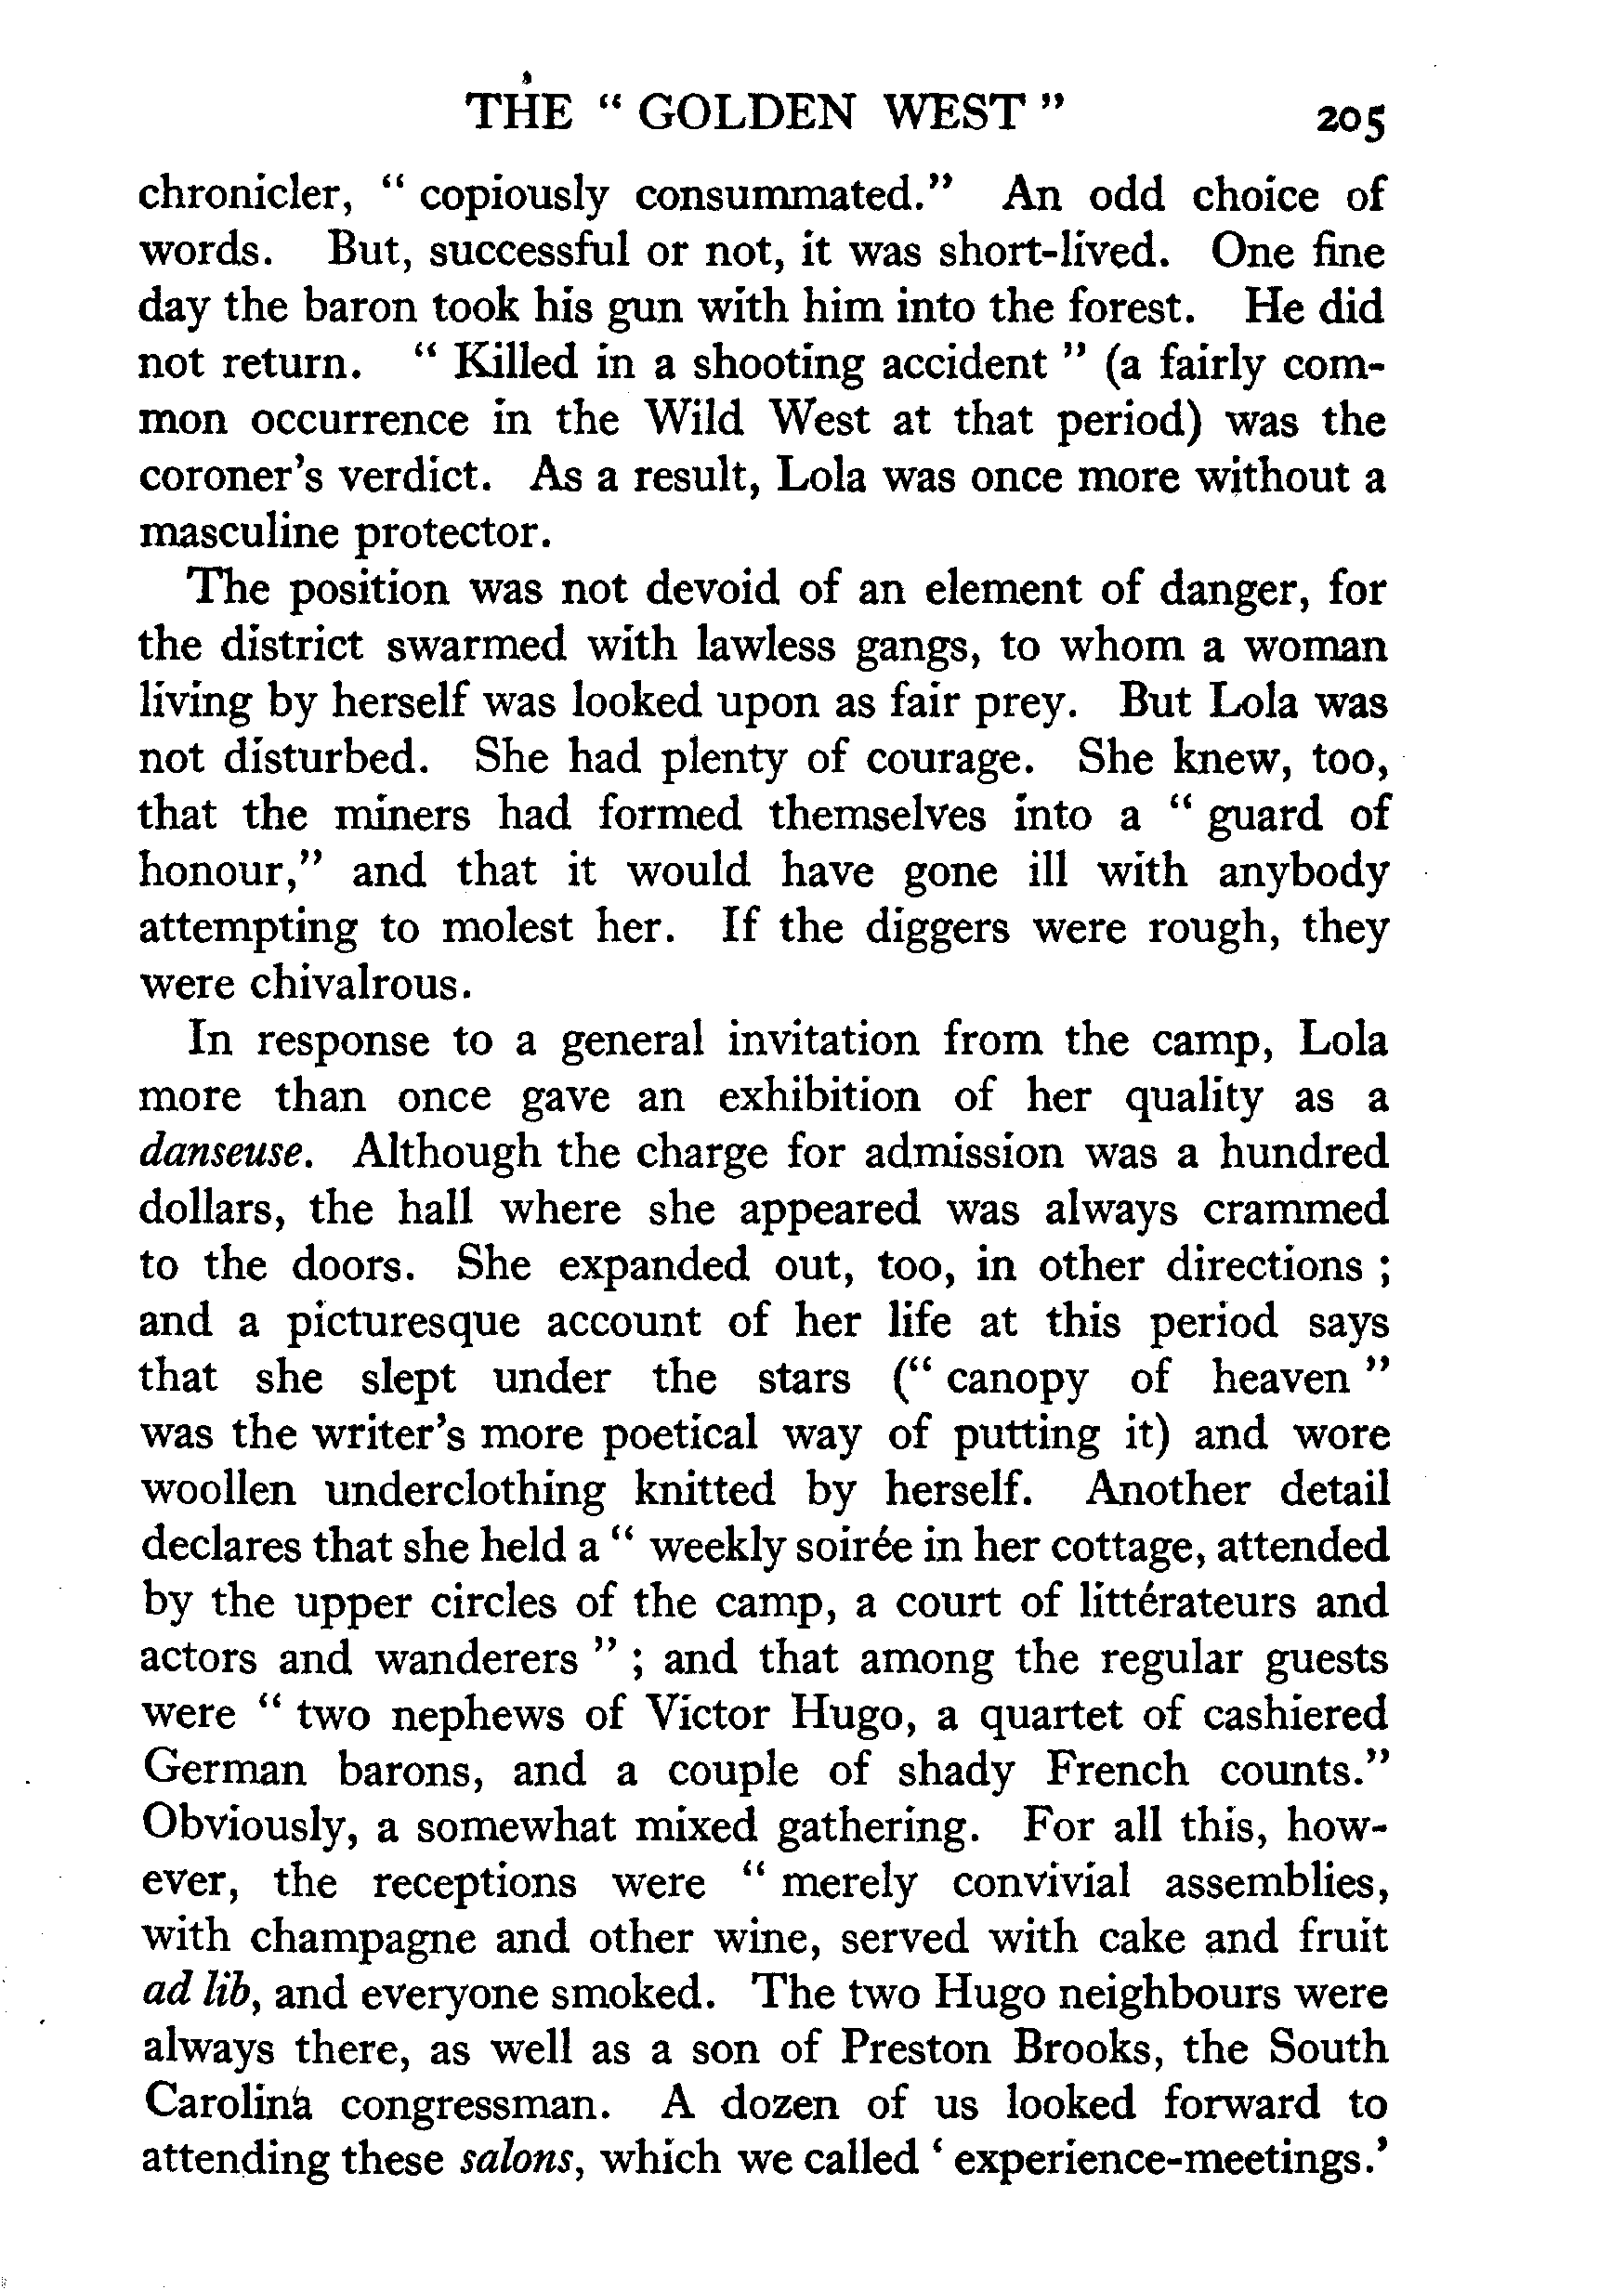 THE " GOLDEN WEST " 205
chronicler, " copiously consummated." An odd choice of
words. But, successful or not, it was short-lived. One fine
day the baron took his gun with him into the forest. He did
not return. " Killed in a shooting accident " (a fairly com-
mon occurrence in the Wild West at that period) was the
coroner's verdict. As a result, Lola was once more without a
masculine protector.
The position was not devoid of an element of danger, for
the district swarmed with lawless gangs, to whom a woman
living by herself was looked upon as fair prey. But Lola was
not disturbed. She had plenty of courage. She knew, too,
that the miners had formed themselves into a " guard of
honour," and that it would have gone ill with anybody
attempting to molest her. If the diggers were rough, they
were chivalrous.
In response to a general invitation from the camp, Lola
more than once gave an exhibition of her quality as a
danseuse. Although the charge for admission was a hundred
dollars, the hall where she appeared was always crammed
to the doors. She expanded out, too, in other directions ;
and a picturesque account of her life at this period says
that she slept under the stars (" canopy of heaven "
was the writer's more poetical way of putting it) and wore
woollen underclothing knitted by herself. Another detail
declares that she held a " weekly soirée in her cottage, attended
by the upper circles of the camp, a court of littérateurs and
actors and wanderers " ; and that among the regular guests
were " two nephews of Victor Hugo, a quartet of cashiered
German barons, and a couple of shady French counts."
Obviously, a somewhat mixed gathering. For all this, how-
ever, the receptions were " merely convivial assemblies,
with champagne and other wine, served with cake and fruit
ad lib, and everyone smoked. The two Hugo neighbours were
always there, as well as a son of Preston Brooks, the South
Carolina congressman. A dozen of us looked forward to
attending these salons, which we called ' experience-meetings.'